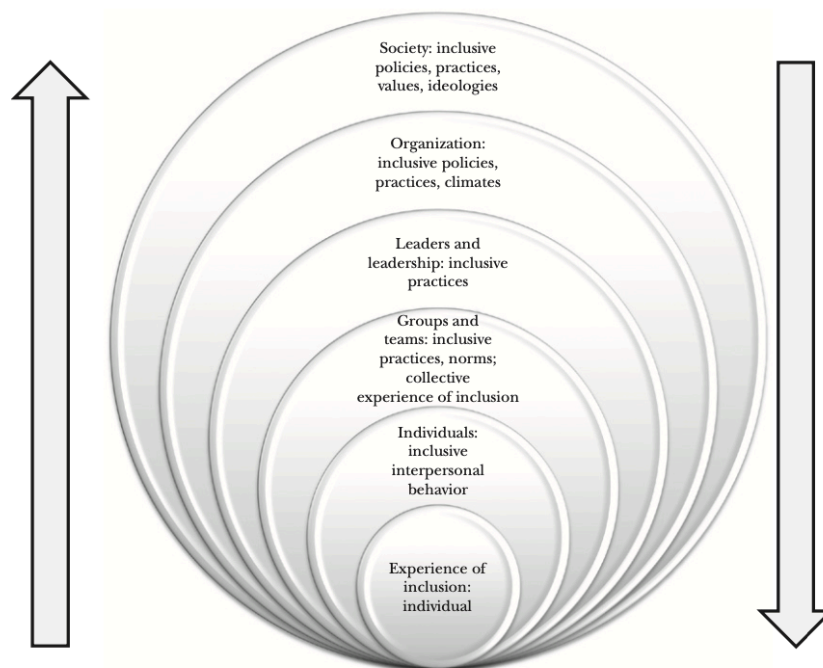 Society: inclusive
policies, practices,
values, ideologies
Organization:
inclusive policies,
practices, climates
Leaders and
leadership: inclusive
practices
Groups and
teams: inclusive
practices, norms;
collective
experience of inclusion
Individuals:
inclusive
interpersonal
behavior
Experience of
inclusion:
individual